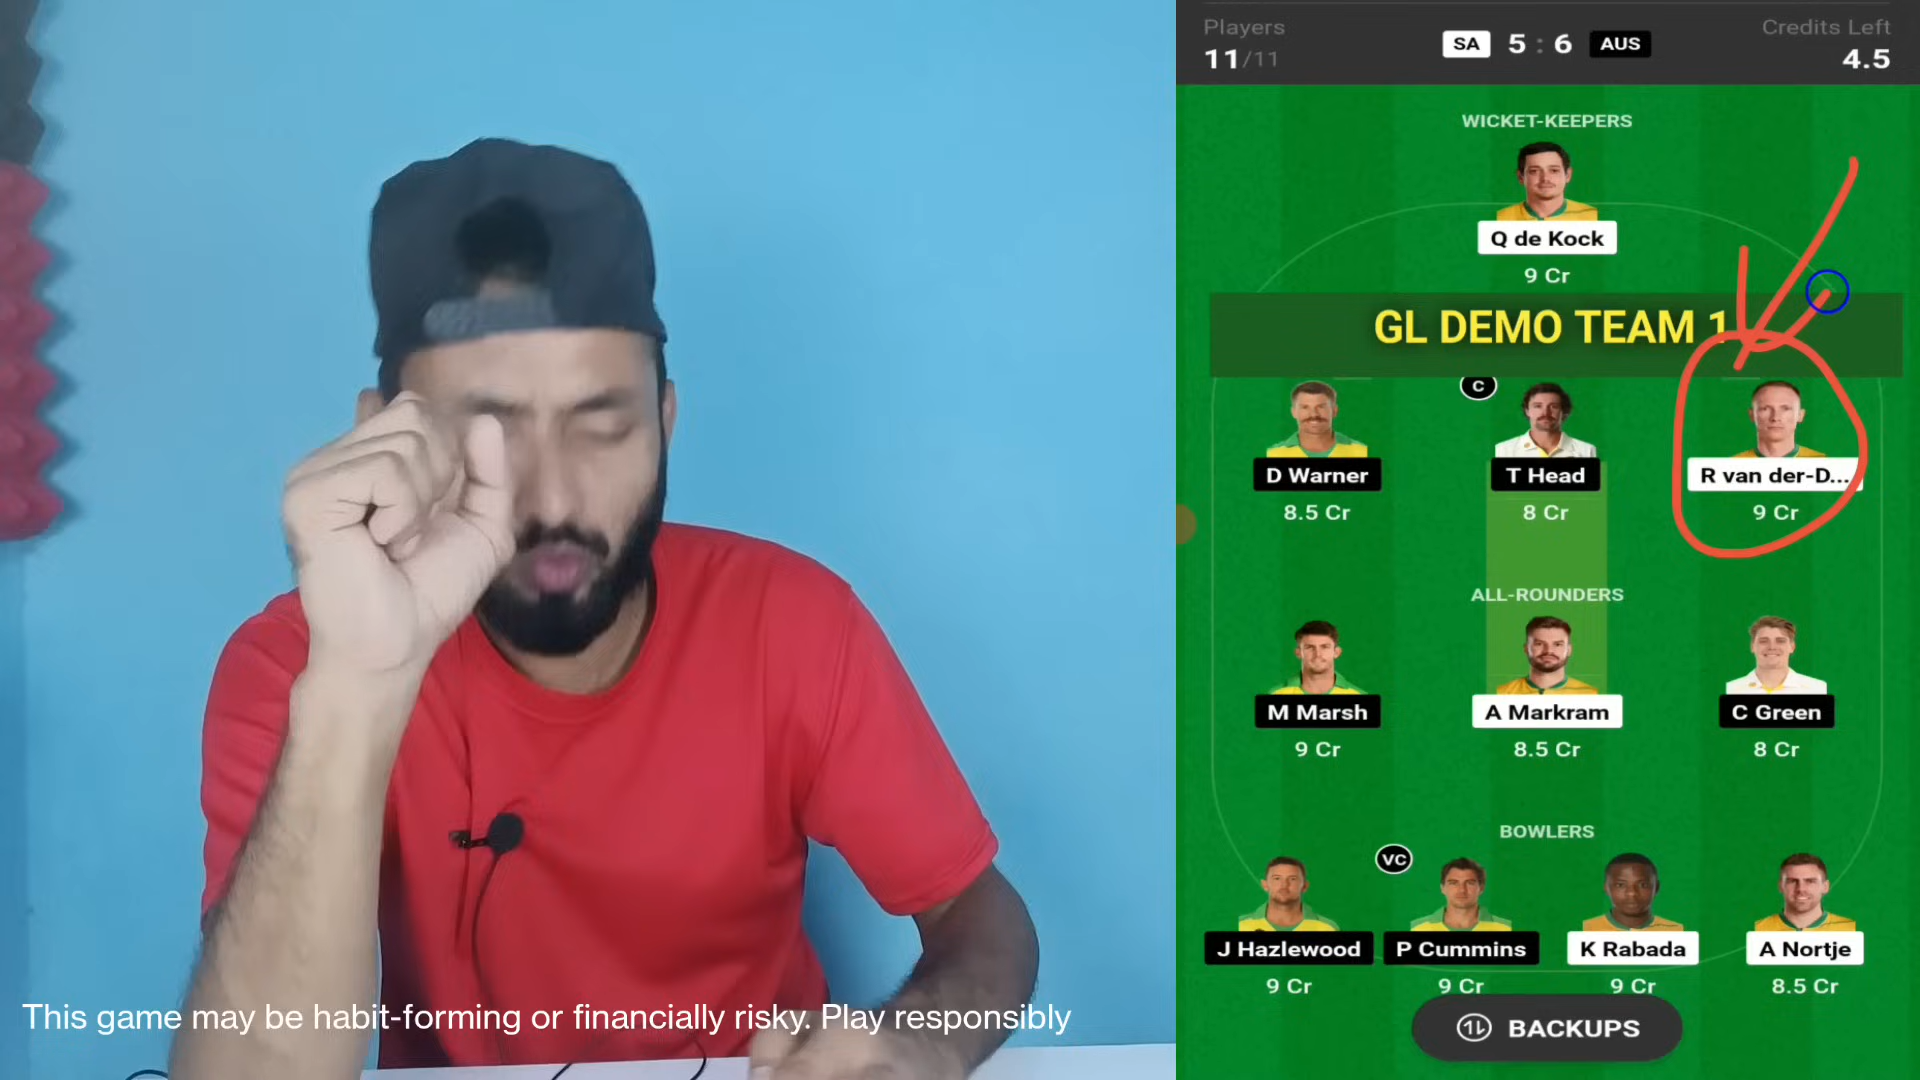 Players
11/11
SA 5 : 6 AUS
Credits Left
4.5
WICKET-KEEPERS
Q de Kock
9 Cr
GL DEMO TEAM 1
C
D Warner
8.5 Cr
T Head
8 Cr
R van der-D...
9 Cr
ALL-ROUNDERS
M Marsh
9 Cr
A Markram
8.5 Cr
C Green
8 Cr
BOWLERS
VC
J Hazlewood
9 Cr
P Cummins
9 Cr
K Rabada
9 Cr
A Nortje
8.5 Cr
BACKUPS
This game may be habit-forming or financially risky. Play responsibly